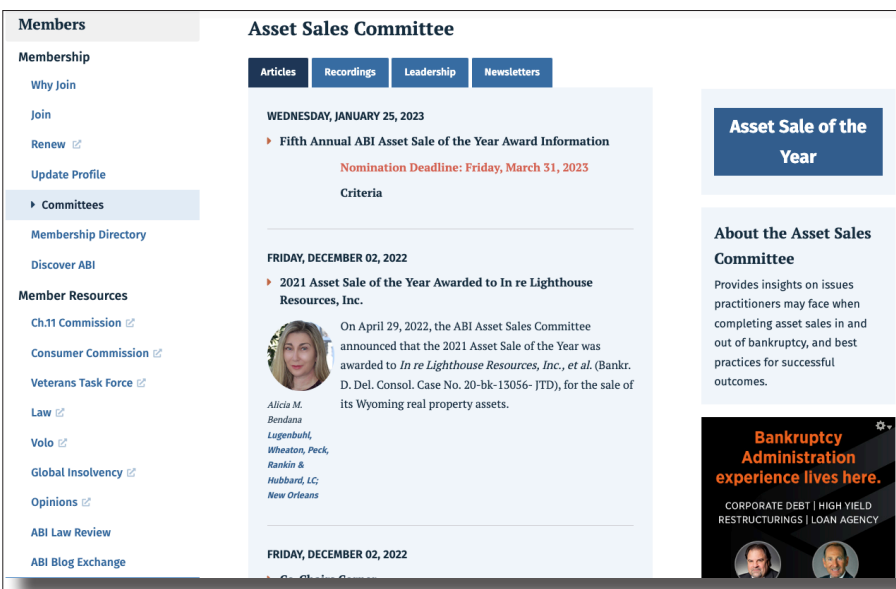 Members
Membership
Why Join
Join
Renew
Update Profile
Committees
Membership Directory
Discover ABI
Member Resources
Ch.11 Commission
Consumer Commission
Veterans Task Force
Law
Volo
Global Insolvency
Opinions
ABI Law Review
ABI Blog Exchange
Asset Sales Committee
Articles
Recordings
Leadership
Newsletters
WEDNESDAY, JANUARY 25, 2023
Fifth Annual ABI Asset Sale of the Year Award Information
Nomination Deadline: Friday, March 31, 2023
Criteria
FRIDAY, DECEMBER 02, 2022
2021 Asset Sale of the Year Awarded to In re Lighthouse
Resources, Inc.
On April 29, 2022, the ABI Asset Sales Committee
announced that the 2021 Asset Sale of the Year was
awarded to In re Lighthouse Resources, Inc., et al. (Bankr.
D. Del. Consol. Case No. 20-bk-13056- JTD), for the sale of
its Wyoming real property assets.
Alicia M.
Bendana
Lugenbuhl,
Wheaton, Peck,
Rankin &
Hubbard, LC;
New Orleans
FRIDAY, DECEMBER 02, 2022
Asset Sale of the
Year
About the Asset Sales
Committee
Provides insights on issues
practitioners may face when
completing asset sales in and
out of bankruptcy, and best
practices for successful
outcomes.
Bankruptcy
Administration
experience lives here.
CORPORATE DEBT | HIGH YIELD
RESTRUCTURINGS | LOAN AGENCY